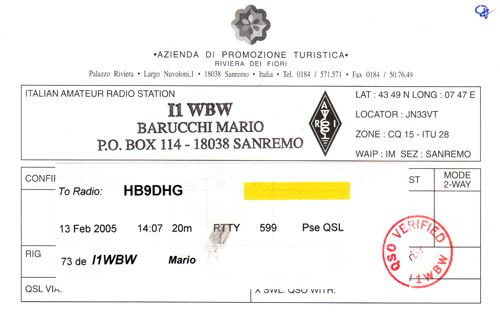 •AZIENDA DI PROMOZIONE TURISTICA•
RIVIERA DEI FIORI
Palazzo Riviera • Largo Nuvoloni,1 • 18038 Sanremo • Italia • Tel. 0184 / 571.571 • Fax 0184 / 50.76.49
ITALIAN AMATEUR RADIO STATION
I1 WBW
BARUCCHI MARIO
P.O. BOX 114 - 18038 SANREMO
A R I
LAT : 43 49 N LONG : 07 47 E
LOCATOR : JN33VT
ZONE : CQ 15 - ITU 28
WAIP : IM SEZ : SANREMO
CONFI
ST
MODE
2-WAY
To Radio: HB9DHG
13 Feb 2005 14:07 20m RTTY 599 Pse QSL
RIG
73 de I1WBW Mario
QSO VERIFIED
I1WBW
QSL VIA:
X SWL: QSO WITH: